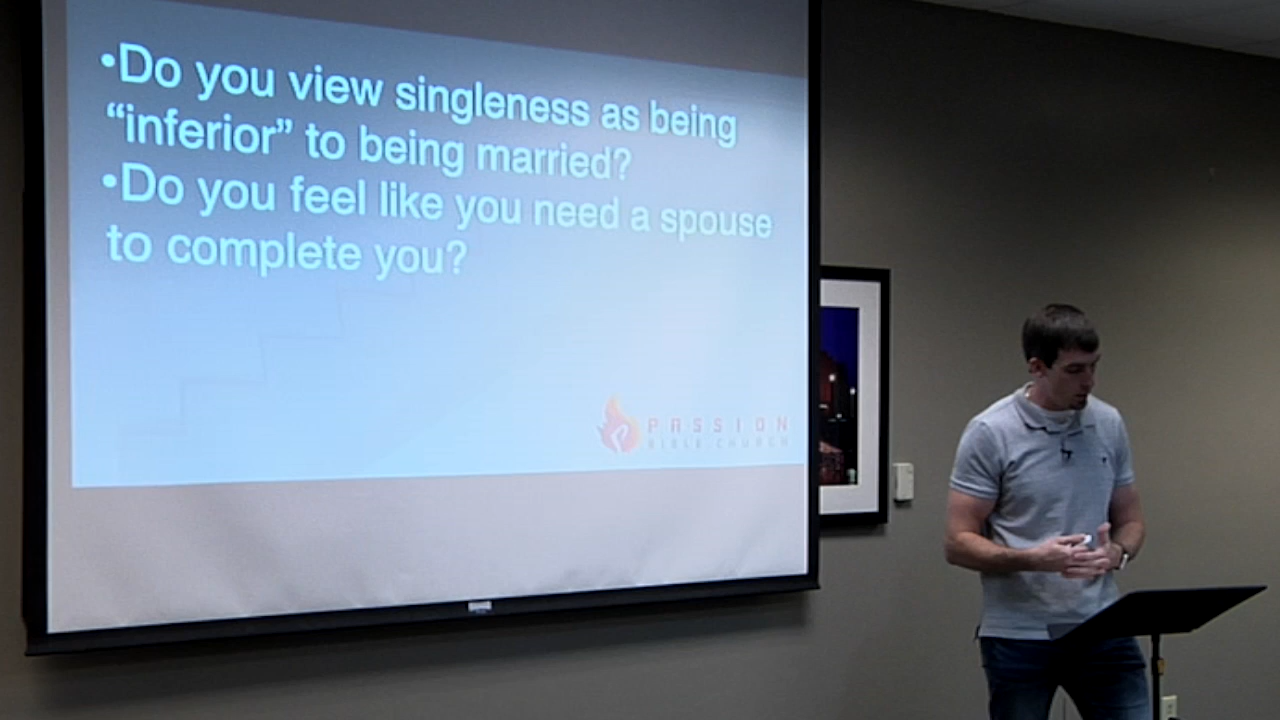 •Do you view singleness as being
“inferior” to being married?
•Do you feel like you need a spouse
to complete you?
PASSION
BIBLE CHURCH